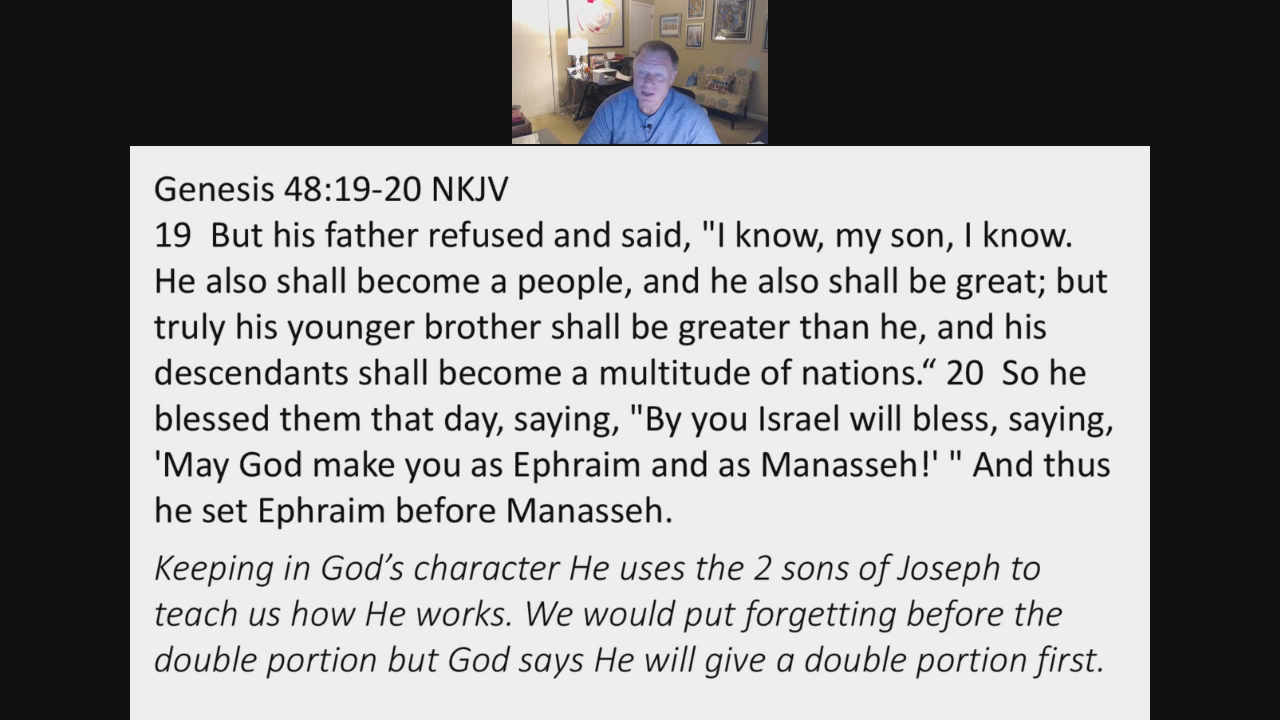 Genesis 48:19-20 NKJV
19  But his father refused and said, "I know, my son, I know.
He also shall become a people, and he also shall be great; but
truly his younger brother shall be greater than he, and his
descendants shall become a multitude of nations.“ 20  So he
blessed them that day, saying, "By you Israel will bless, saying,
'May God make you as Ephraim and as Manasseh!' " And thus
he set Ephraim before Manasseh.
Keeping in God’s character He uses the 2 sons of Joseph to
teach us how He works. We would put forgetting before the
double portion but God says He will give a double portion first.